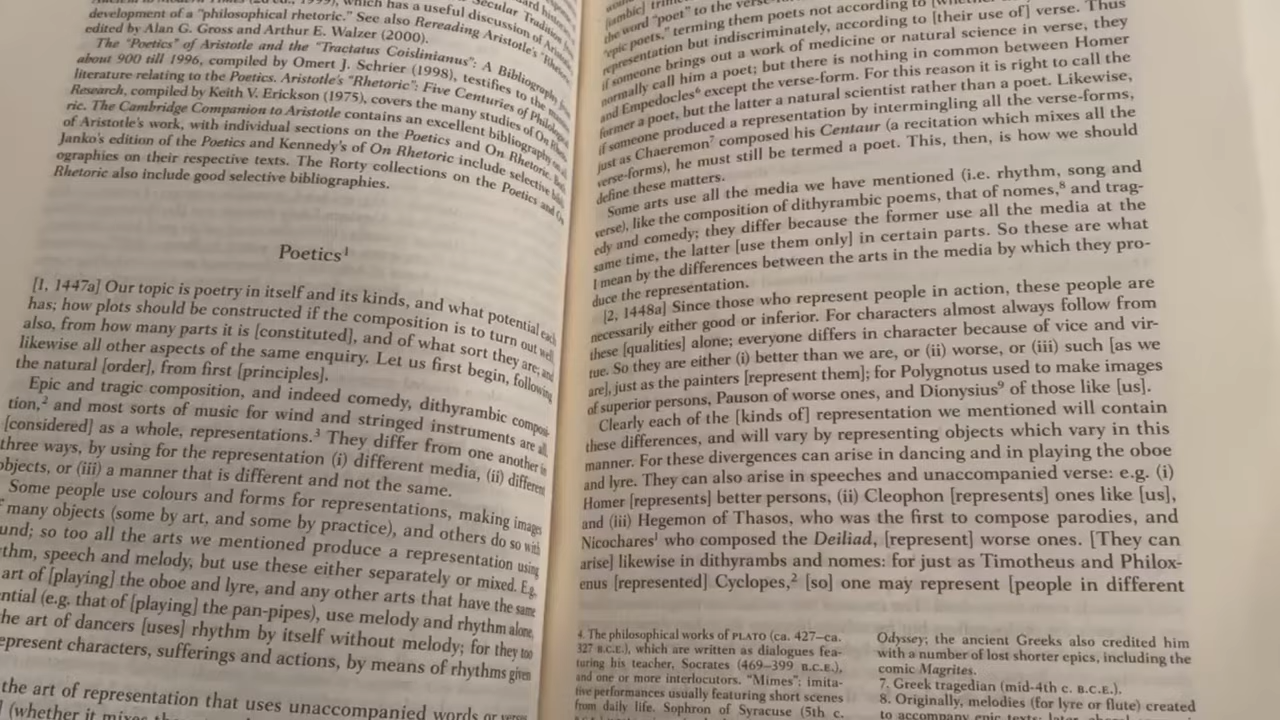 development of a "philosophical rhetoric." See also Rereading Aristotle's "Rhetoric,"
edited by Alan G. Gross and Arthur E. Walzer (2000).
The "Poetics" of Aristotle and the "Tractatus Coislinianus": A Bibliography from
about 900 till 1996, compiled by Omert J. Schrier (1998), testifies to the
literature relating to the Poetics. Aristotle's "Rhetoric": Five Centuries of Philological
Research, compiled by Keith V. Erickson (1975), covers the many studies of On Rhetoric
ric. The Cambridge Companion to Aristotle contains an excellent bibliography on all
of Aristotle's work, with individual sections on the Poetics and On Rhetoric. Both
Janko's edition of the Poetics and Kennedy's of On Rhetoric include selective bibli-
ographies on their respective texts. The Rorty collections on the Poetics and On
Rhetoric also include good selective bibliographies.
Poetics¹
[1, 1447a] Our topic is poetry in itself and its kinds, and what potential each
has; how plots should be constructed if the composition is to turn out well;
also, from how many parts it is [constituted], and of what sort they are; and
likewise all other aspects of the same enquiry. Let us first begin, following
the natural [order], from first [principles].
Epic and tragic composition, and indeed comedy, dithyrambic composi-
tion,² and most sorts of music for wind and stringed instruments are all,
[considered] as a whole, representations.³ They differ from one another in
three ways, by using for the representation (i) different media, (ii) different
objects, or (iii) a manner that is different and not the same.
Some people use colours and forms for representations, making images
f many objects (some by art, and some by practice), and others do so with
und; so too all the arts we mentioned produce a representation using
thm, speech and melody, but use these either separately or mixed. E.g.
art of [playing] the oboe and lyre, and any other arts that have the same
ential (e.g. that of [playing] the pan-pipes), use melody and rhythm alone,
he art of dancers [uses] rhythm by itself without melody; for they too
epresent characters, sufferings and actions, by means of rhythms given
the art of representation that uses unaccompanied words or verse
(whether it mixes
the word "poet" to the verse-
"epic poets," terming them poets not according to [whether
representation but indiscriminately, according to [their use of] verse. Thus
if someone brings out a work of medicine or natural science in verse, they
normally call him a poet; but there is nothing in common between Homer
and Empedocles⁶ except the verse-form. For this reason it is right to call the
former a poet, but the latter a natural scientist rather than a poet. Likewise,
if someone produced a representation by intermingling all the verse-forms,
just as Chaeremon⁷ composed his Centaur (a recitation which mixes all the
verse-forms), he must still be termed a poet. This, then, is how we should
define these matters.
Some arts use all the media we have mentioned (i.e. rhythm, song and
verse), like the composition of dithyrambic poems, that of nomes,⁸ and trag-
edy and comedy; they differ because the former use all the media at the
same time, the latter [use them only] in certain parts. So these are what
I mean by the differences between the arts in the media by which they pro-
duce the representation.
[2, 1448a] Since those who represent people in action, these people are
necessarily either good or inferior. For characters almost always follow from
these [qualities] alone; everyone differs in character because of vice and vir-
tue. So they are either (i) better than we are, or (ii) worse, or (iii) such [as we
are], just as the painters [represent them]; for Polygnotus used to make images
of superior persons, Pauson of worse ones, and Dionysius⁹ of those like [us].
Clearly each of the [kinds of] representation we mentioned will contain
these differences, and will vary by representing objects which vary in this
manner. For these divergences can arise in dancing and in playing the oboe
and lyre. They can also arise in speeches and unaccompanied verse: e.g. (i)
Homer [represents] better persons, (ii) Cleophon [represents] ones like [us],
and (iii) Hegemon of Thasos, who was the first to compose parodies, and
Nicochares¹ who composed the Deiliad, [represent] worse ones. [They can
arise] likewise in dithyrambs and nomes: for just as Timotheus and Philox-
enus [represented] Cyclopes,² [so] one may represent [people in different
4. The philosophical works of PLATO (ca. 427–ca.
327 B.C.E.), which are written as dialogues fea-
turing his teacher, Socrates (469–399 B.C.E.),
and one or more interlocutors. "Mimes": imita-
tive performances usually featuring short scenes
from daily life. Sophron of Syracuse (5th c.
Odyssey; the ancient Greeks also credited him
with a number of lost shorter epics, including the
comic Magrites.
7. Greek tragedian (mid-4th c. B.C.E.).
8. Originally, melodies (for lyre or flute) created
to accompany epic texts; later,